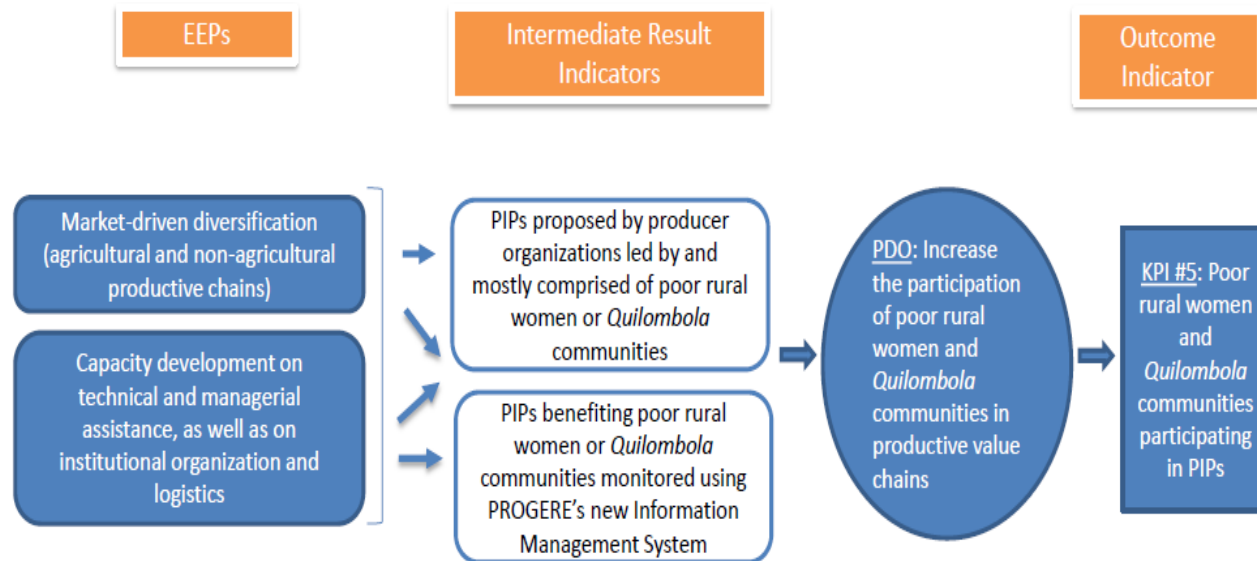 EEPs
Intermediate Result
Indicators
Outcome
Indicator
Market-driven diversification
(agricultural and non-agricultural
productive chains)
Capacity development on
technical and managerial
assistance, as well as on
institutional organization and
logistics
PIPs proposed by producer
organizations led by and
mostly comprised of poor rural
women or Quilombola
communities
PIPs benefiting poor rural
women or Quilombola
communities monitored using
PROGERE's new Information
Management System
PDO: Increase
the participation
of poor rural
women and
Quilombola
communities in
productive value
chains
KPI #5: Poor
rural women
and
Quilombola
communities
participating
in PIPs